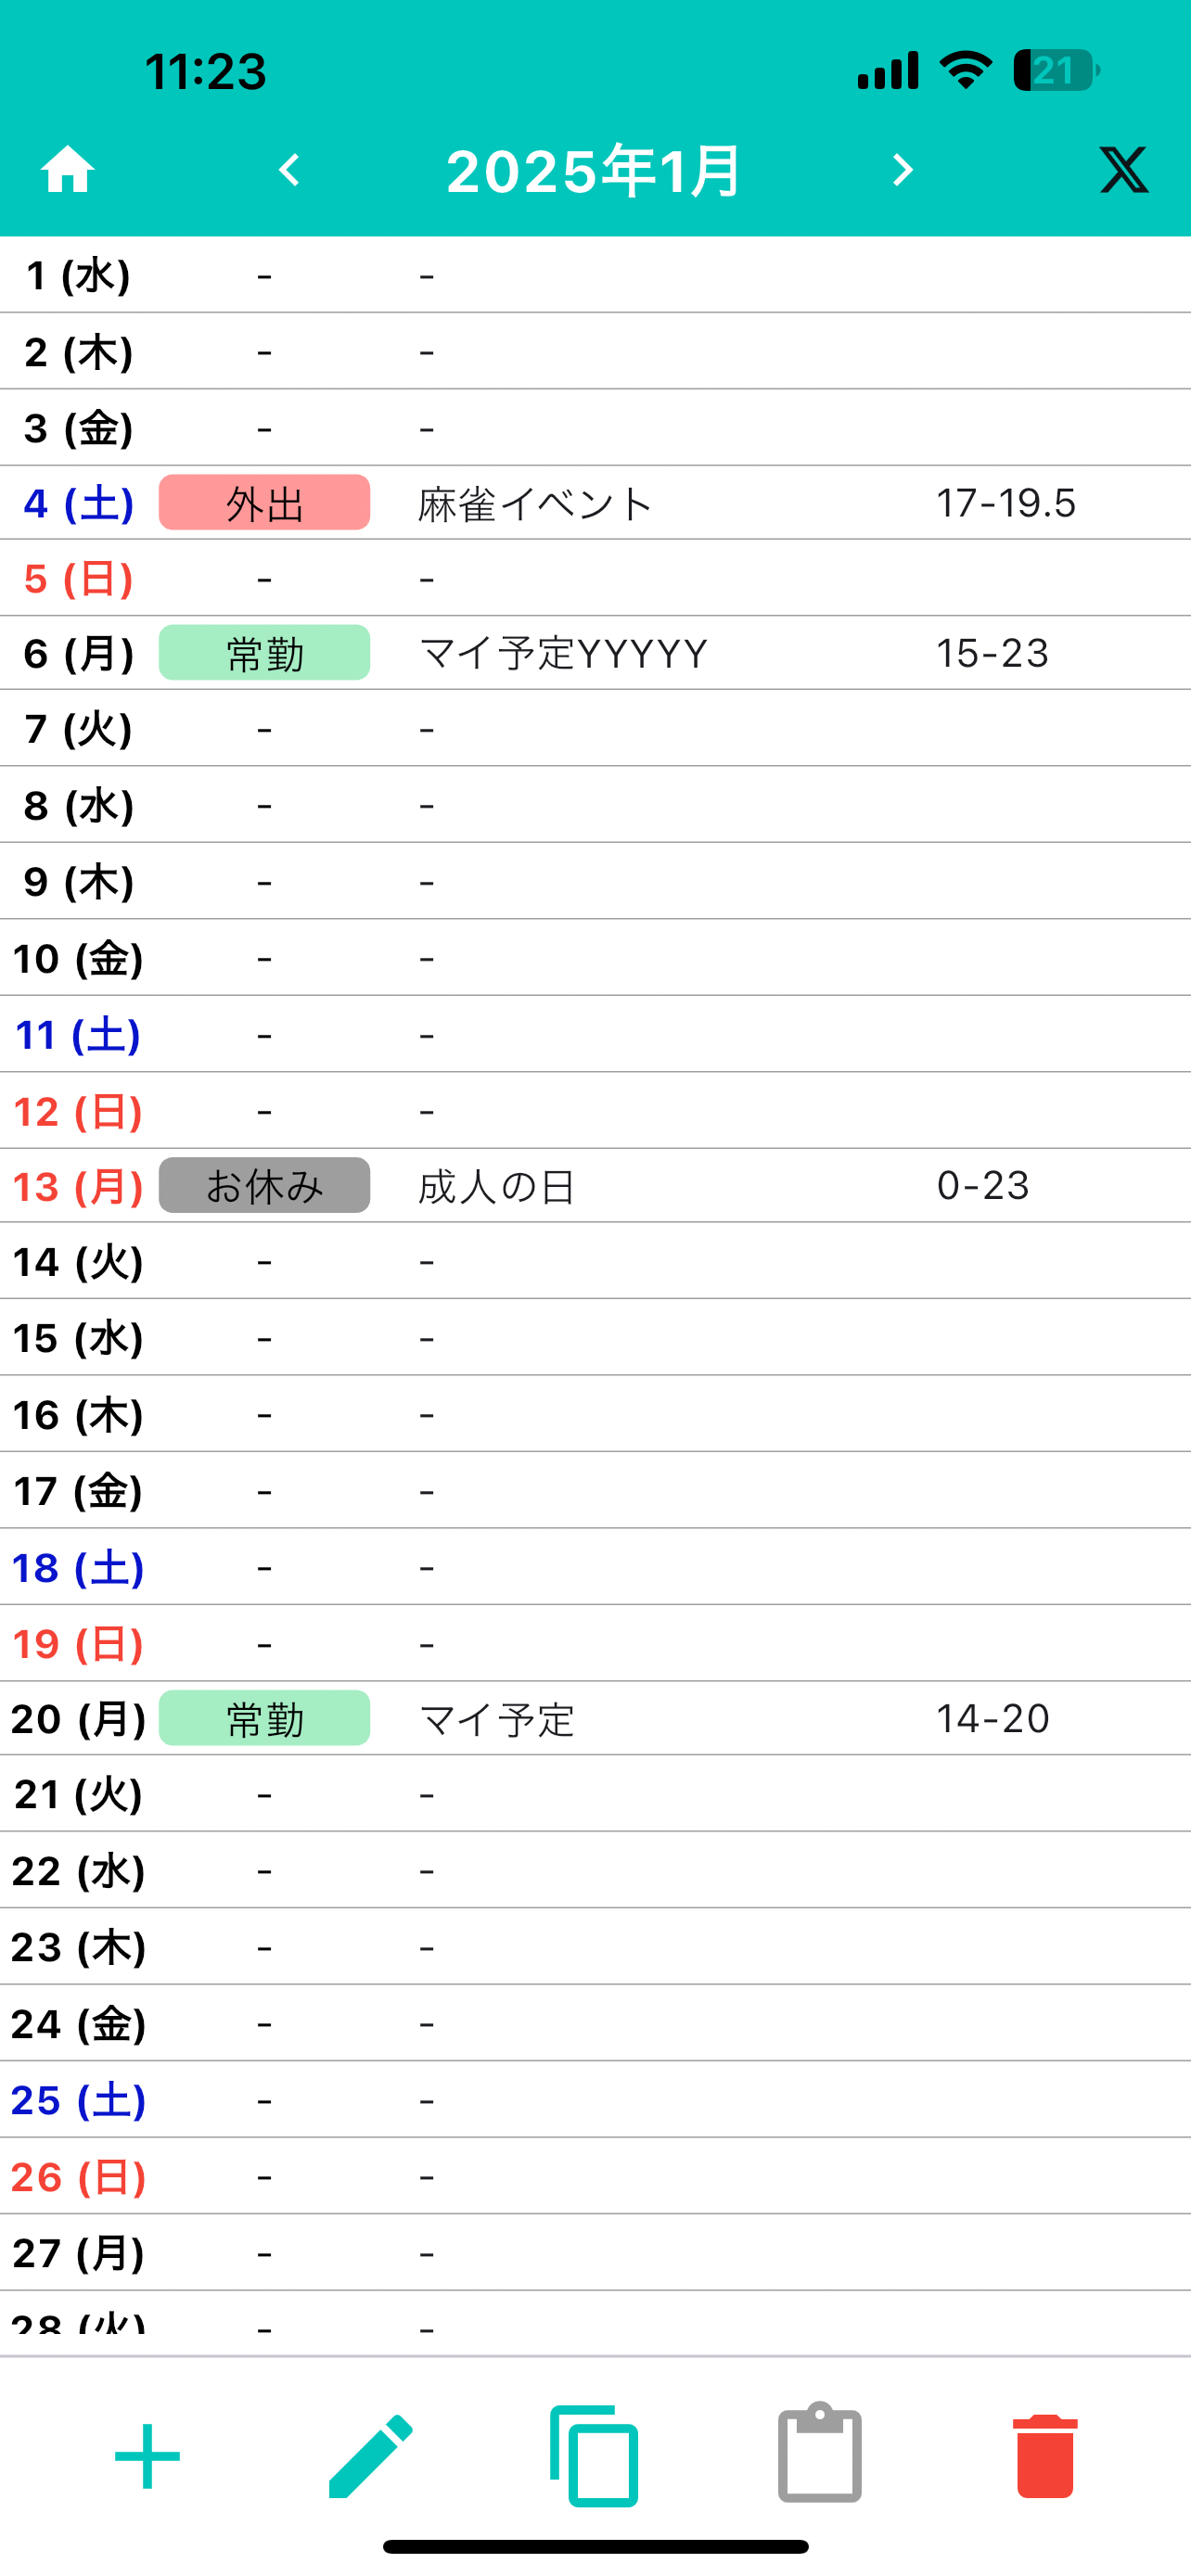 11:23
21
2025年1月
1 (水) - -
2 (木) - -
3 (金) - -
4 (土) 外出 麻雀イベント 17-19.5
5 (日) - -
6 (月) 常勤 マイ予定YYYYY 15-23
7 (火) - -
8 (水) - -
9 (木) - -
10 (金) - -
11 (土) - -
12 (日) - -
13 (月) お休み 成人の日 0-23
14 (火) - -
15 (水) - -
16 (木) - -
17 (金) - -
18 (土) - -
19 (日) - -
20 (月) 常勤 マイ予定 14-20
21 (火) - -
22 (水) - -
23 (木) - -
24 (金) - -
25 (土) - -
26 (日) - -
27 (月) - -
28 (火) - -